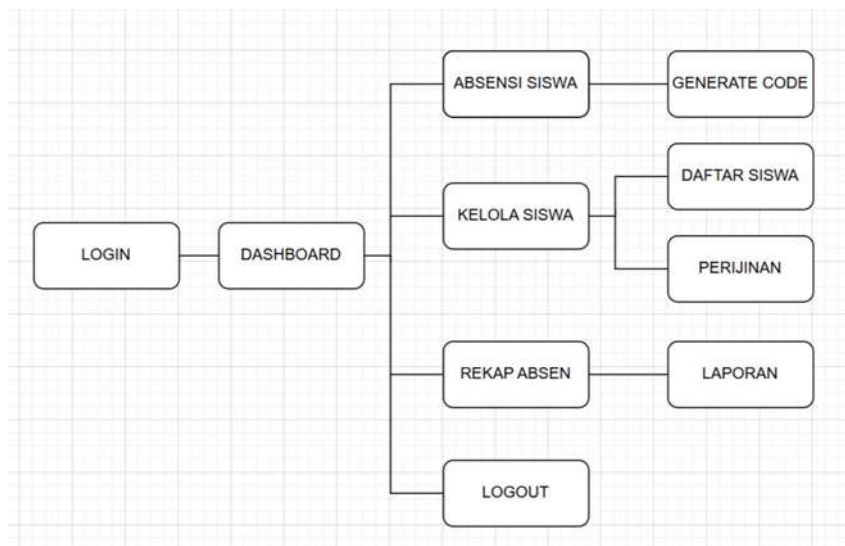 LOGIN
DASHBOARD
ABSENSI SISWA
GENERATE CODE
KELOLA SISWA
DAFTAR SISWA
PERIJINAN
REKAP ABSEN
LAPORAN
LOGOUT